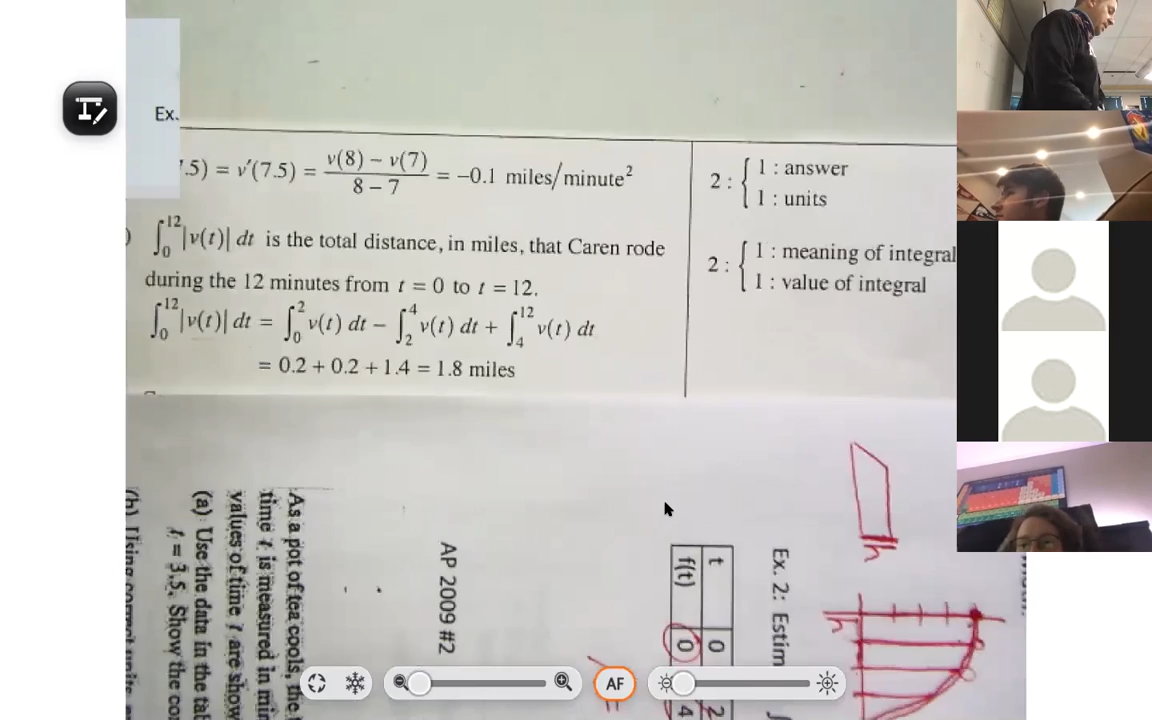 Ex.
.5) = v′(7.5) = (v(8) − v(7))/(8 − 7) = −0.1 miles/minute²
2 : { 1 : answer
1 : units
) ∫₀¹² |v(t)| dt is the total distance, in miles, that Caren rode
during the 12 minutes from t = 0 to t = 12.
2 : { 1 : meaning of integral
1 : value of integral
∫₀¹² |v(t)| dt = ∫₀² v(t) dt − ∫₂⁴ v(t) dt + ∫₄¹² v(t) dt
= 0.2 + 0.2 + 1.4 = 1.8 miles
h
h
Ex. 2: Estim
t 0 2
f(t) 0 4
AP 2009 #2
As a pot of tea cools, the
time t is measured in min
values of time t are show
(a) Use the data in the tab
t = 3.5. Show the co
(b) Using correct units
AF